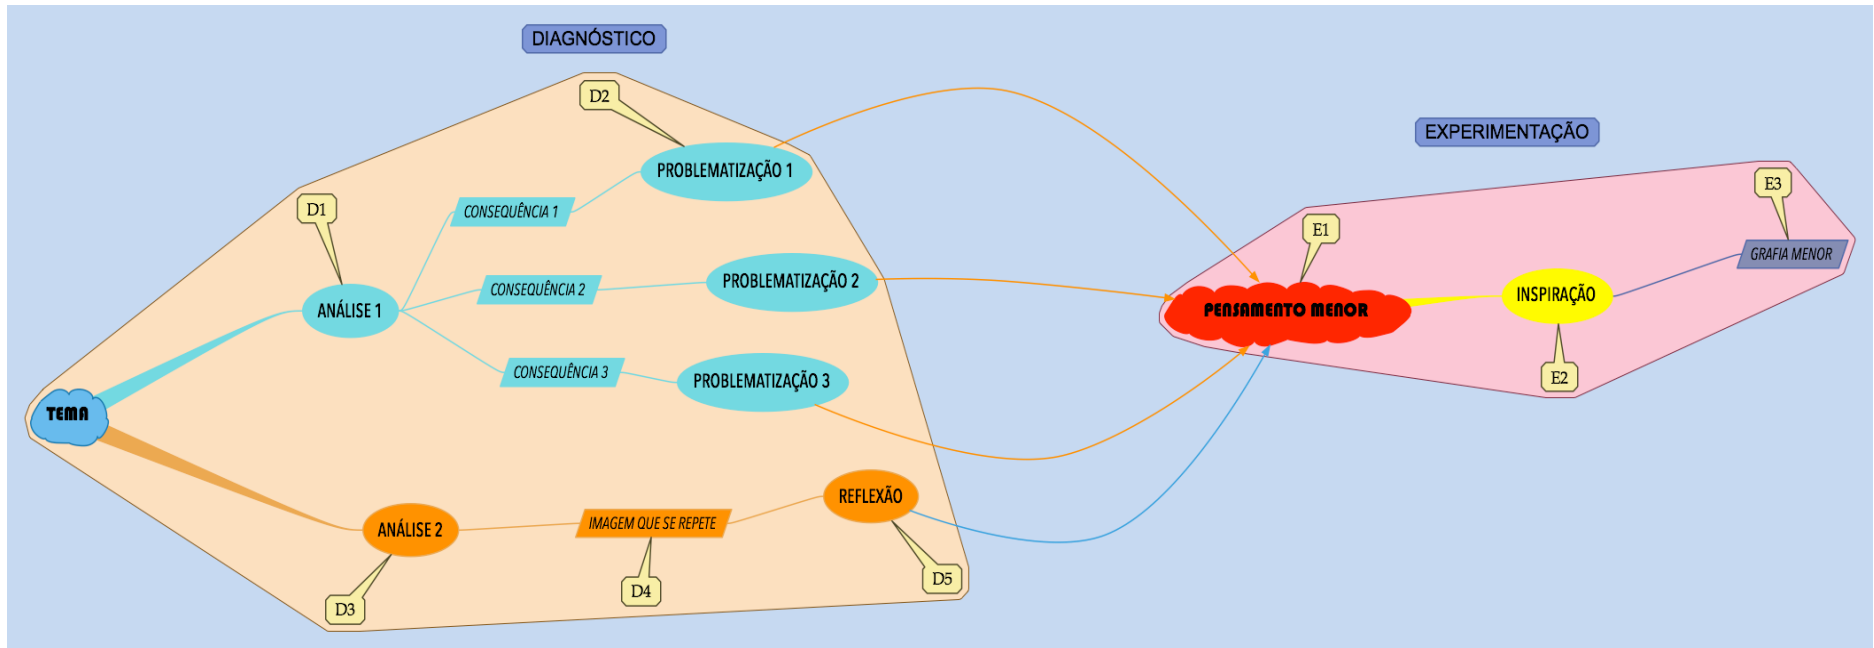 DIAGNÓSTICO
D2
PROBLEMATIZAÇÃO 1
D1
CONSEQUÊNCIA 1
PROBLEMATIZAÇÃO 2
CONSEQUÊNCIA 2
ANÁLISE 1
CONSEQUÊNCIA 3
PROBLEMATIZAÇÃO 3
TEMA
REFLEXÃO
ANÁLISE 2
IMAGEM QUE SE REPETE
D3
D4
D5
EXPERIMENTAÇÃO
E3
E1
GRAFIA MENOR
INSPIRAÇÃO
PENSAMENTO MENOR
E2